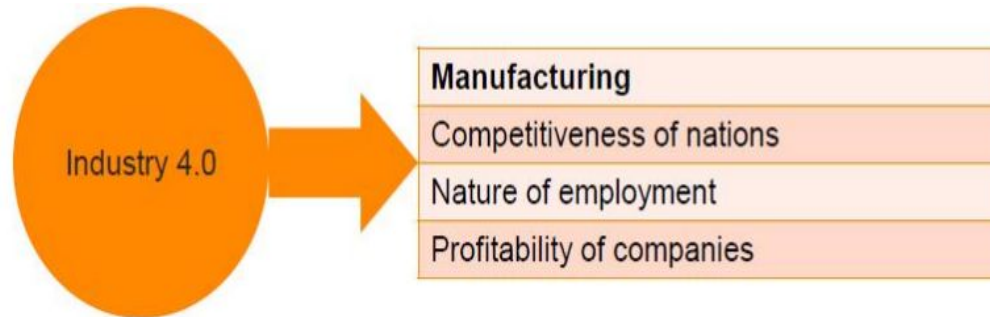 Industry 4.0
Manufacturing
Competitiveness of nations
Nature of employment
Profitability of companies